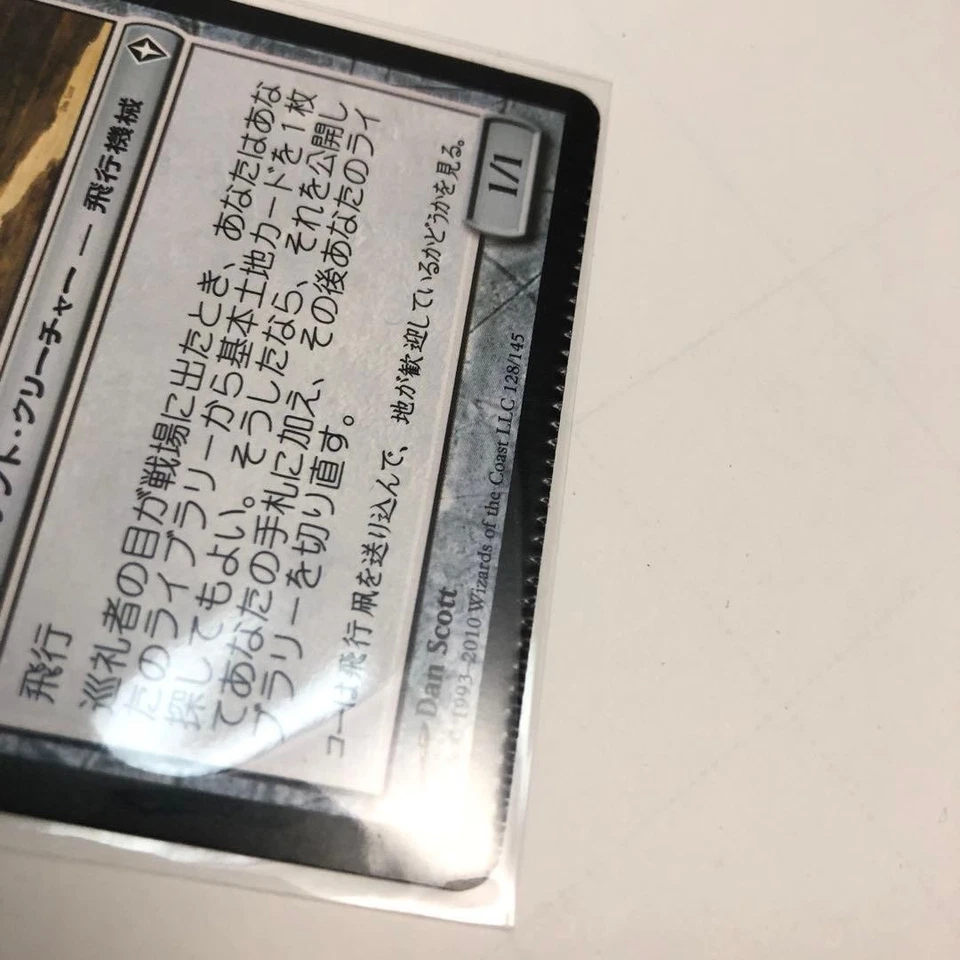 クリーチャー — 飛行機械
飛行
巡礼者の目が戦場に出たとき、あなたはあな
たのライブラリーから基本土地カードを1枚
探してもよい。そうしたなら、それを公開し
てあなたの手札に加え、その後あなたのライ
ブラリーを切り直す。
コーは飛行凧を送り込んで、地が歓迎しているかどうかを見る。
1/1
Dan Scott
1993–2010 Wizards of the Coast LLC 128/145